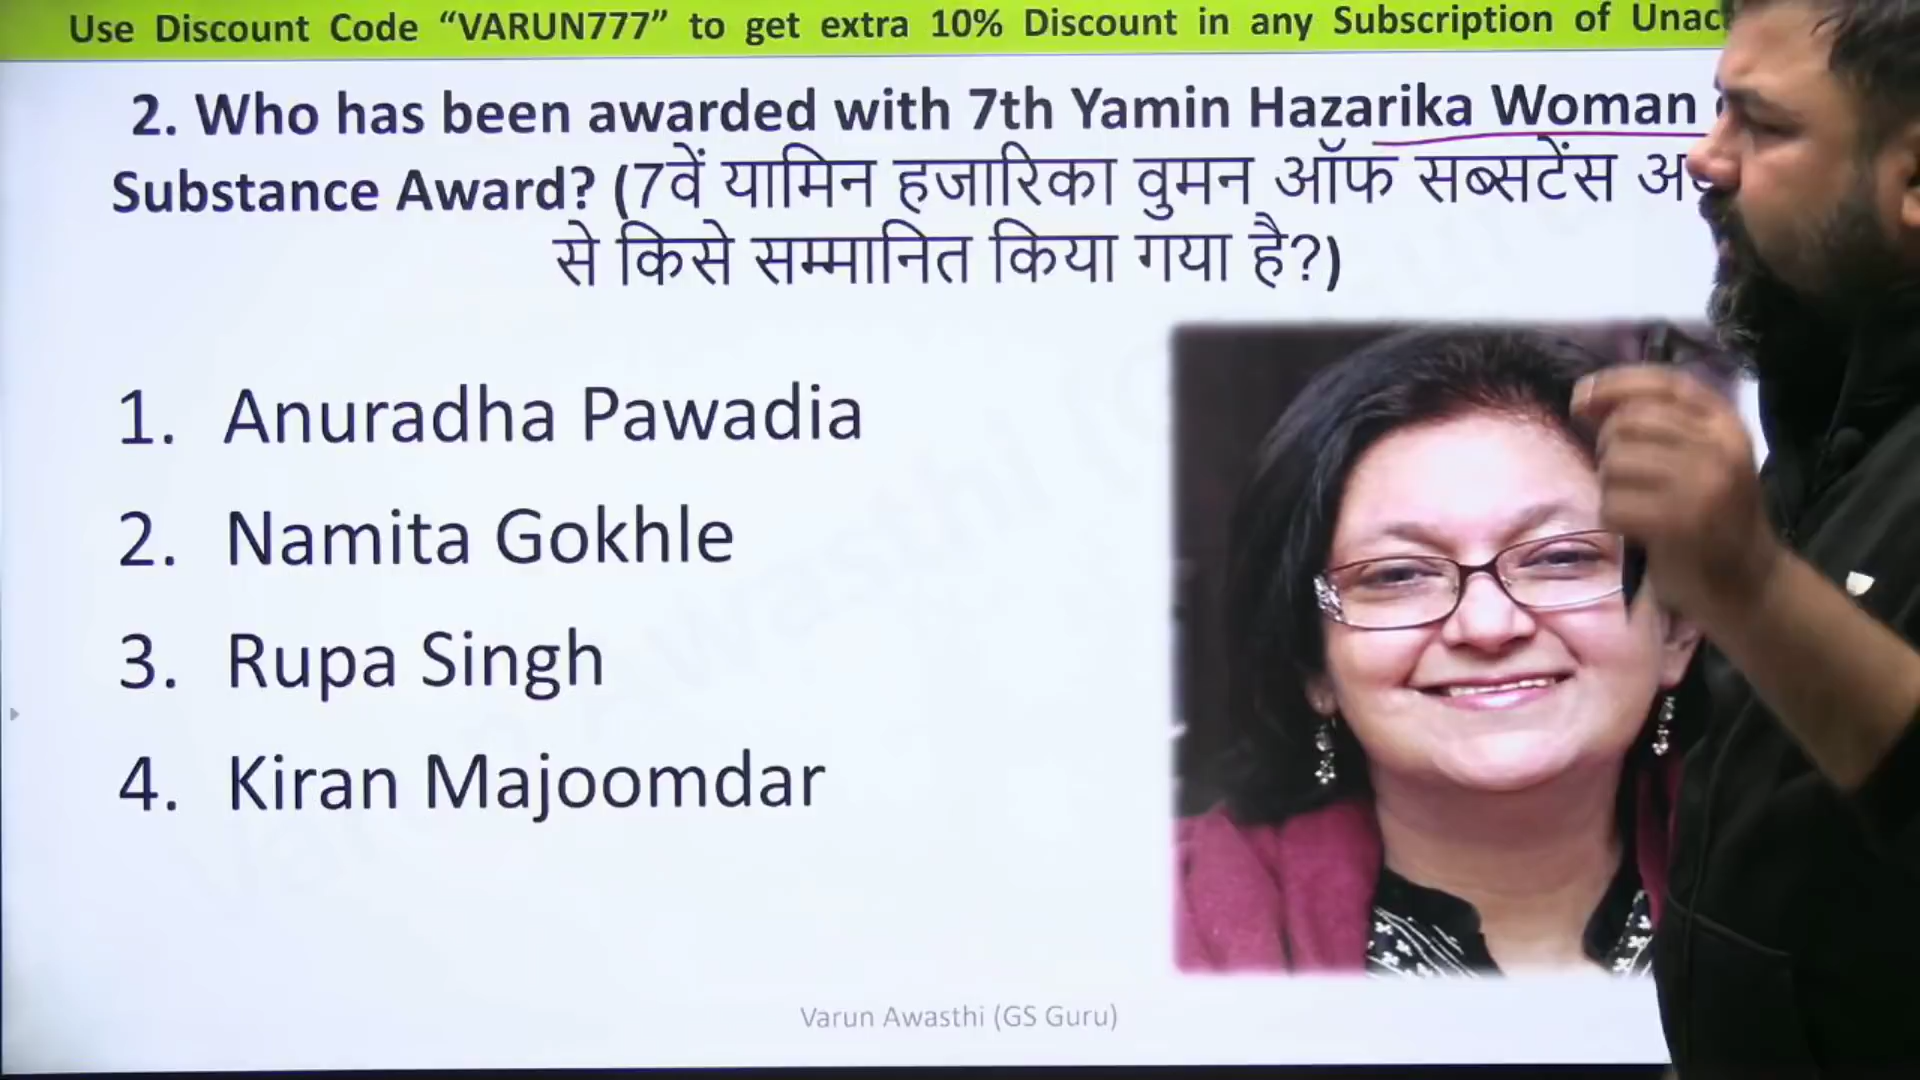 Use Discount Code “VARUN777” to get extra 10% Discount in any Subscription of
2. Who has been awarded with 7th Yamin Hazarika Woman
Substance Award? (7वें यामिन हजारिका वुमन ऑफ सब्सटेंस
से किसे सम्मानित किया गया है?)
1. Anuradha Pawadia
2. Namita Gokhle
3. Rupa Singh
4. Kiran Majoomdar
Varun Awasthi (GS Guru)